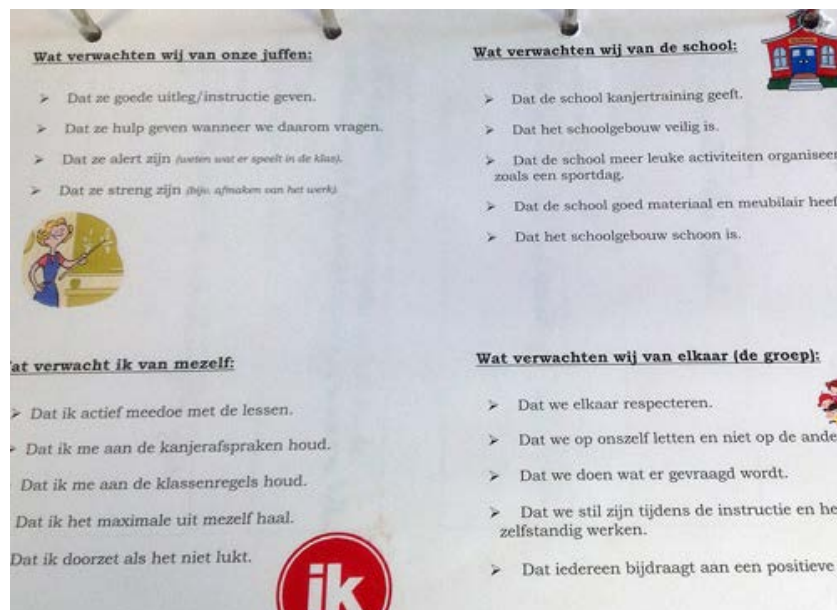 Wat verwachten wij van onze juffen:
➢ Dat ze goede uitleg/instructie geven.
➢ Dat ze hulp geven wanneer we daarom vragen.
➢ Dat ze alert zijn (weten wat er speelt in de klas).
➢ Dat ze streng zijn (bijv. afmaken van het werk).
Wat verwachten wij van de school:
➢ Dat de school kanjertraining geeft.
➢ Dat het schoolgebouw veilig is.
➢ Dat de school meer leuke activiteiten organiseer
zoals een sportdag.
➢ Dat de school goed materiaal en meubilair heef
➢ Dat het schoolgebouw schoon is.
at verwacht ik van mezelf:
➢ Dat ik actief meedoe met de lessen.
➢ Dat ik me aan de kanjerafspraken houd.
Dat ik me aan de klassenregels houd.
Dat ik het maximale uit mezelf haal.
Dat ik doorzet als het niet lukt.
ik
Wat verwachten wij van elkaar (de groep):
➢ Dat we elkaar respecteren.
➢ Dat we op onszelf letten en niet op de ande
➢ Dat we doen wat er gevraagd wordt.
➢ Dat we stil zijn tijdens de instructie en he
zelfstandig werken.
➢ Dat iedereen bijdraagt aan een positieve